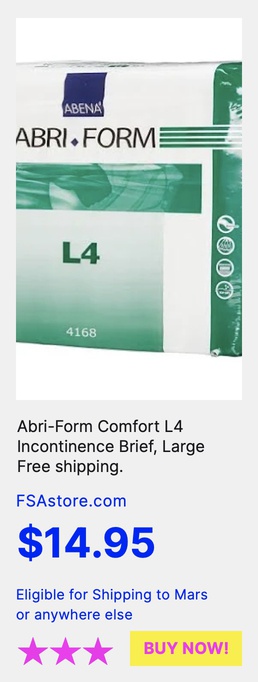 ABENA
ABRI • FORM
L4
4168
Abri-Form Comfort L4
Incontinence Brief, Large
Free shipping.
FSAstore.com
$14.95
Eligible for Shipping to Mars
or anywhere else
BUY NOW!